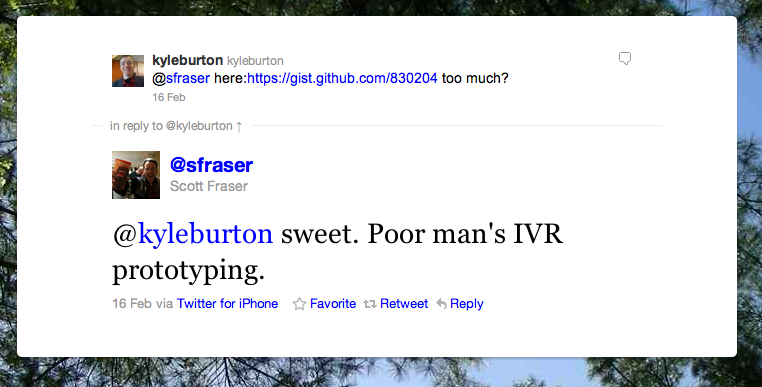 kyleburton kyleburton
@sfraser here:https://gist.github.com/830204 too much?
16 Feb
in reply to @kyleburton ↑
@sfraser
Scott Fraser
@kyleburton sweet. Poor man's IVR
prototyping.
16 Feb via Twitter for iPhone Favorite Retweet Reply